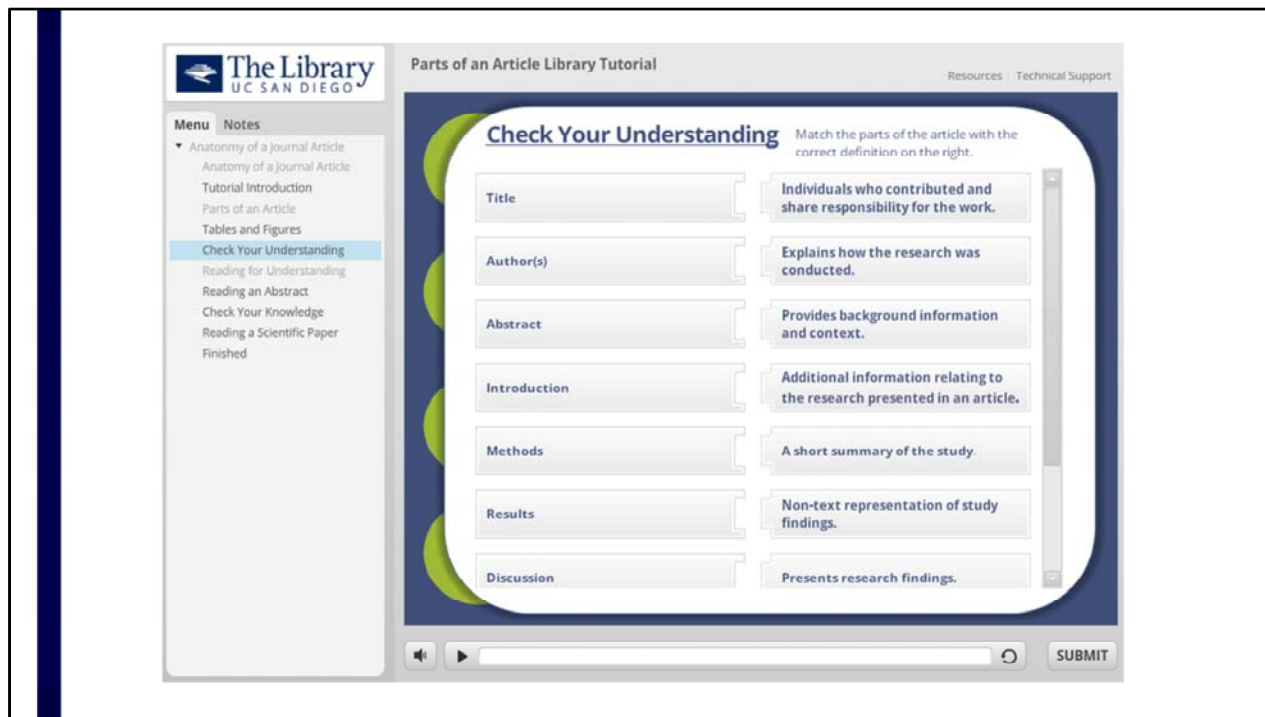 The Library
UC SAN DIEGO
Parts of an Article Library Tutorial
Resources
Technical Support
Menu
Notes
Anatonmy of a Journal Article
Anatomy of a Journal Article
Tutorial Introduction
Parts of an Article
Tables and Figures
Check Your Understanding
Reading for Understanding
Reading an Abstract
Check Your Knowledge
Reading a Scientific Paper
Finished
Check Your Understanding
Match the parts of the article with the
correct definition on the right.
Title
Individuals who contributed and
share responsibility for the work.
Author(s)
Explains how the research was
conducted.
Abstract
Provides background information
and context.
Introduction
Additional information relating to
the research presented in an article.
Methods
A short summary of the study.
Results
Non-text representation of study
findings.
Discussion
Presents research findings.
SUBMIT